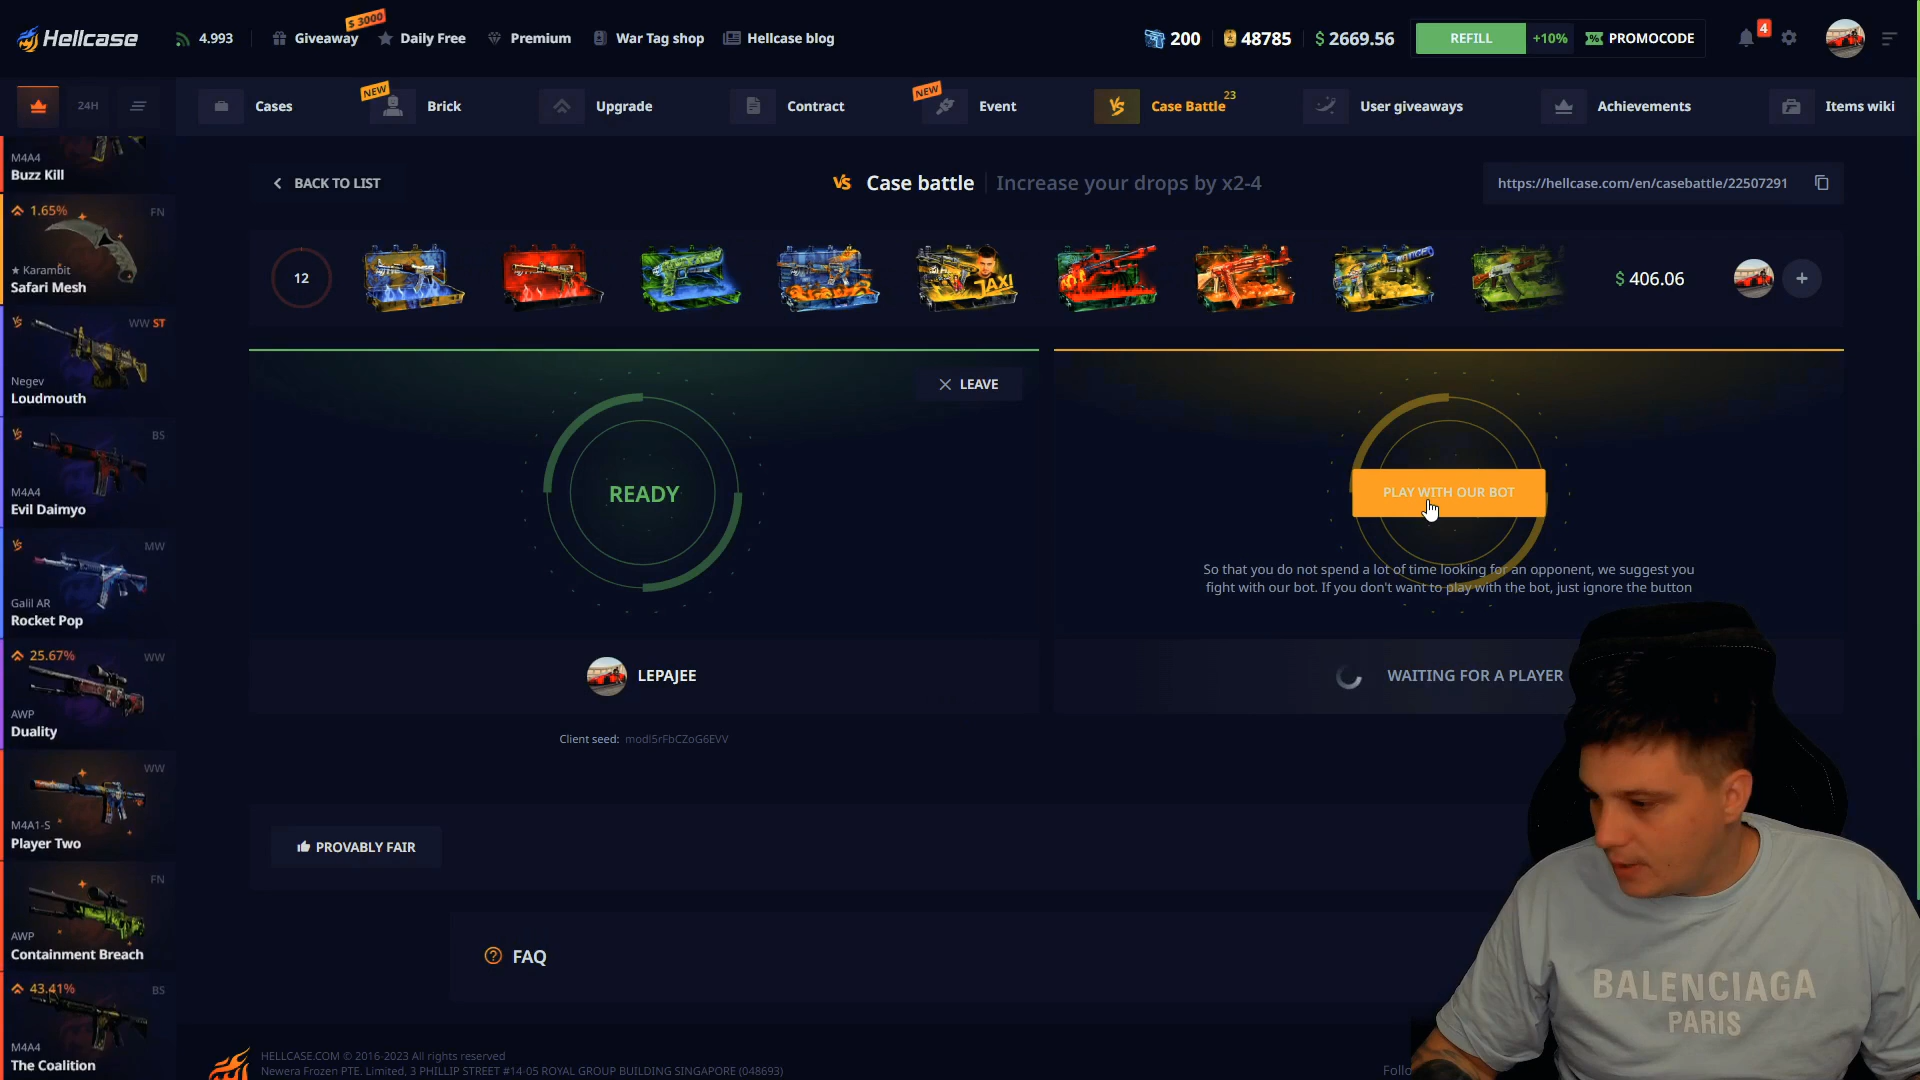 Hellcase
4.993
$ 3000
Giveaway
Daily Free
Premium
War Tag shop
Hellcase blog
200
48785
$ 2669.56
REFILL
+10%
PROMOCODE
4
24H
Cases
NEW
Brick
Upgrade
Contract
NEW
Event
VS
Case Battle
23
User giveaways
Achievements
Items wiki
M4A4
Buzz Kill
1.65%
FN
★ Karambit
Safari Mesh
VS
WW ST
Negev
Loudmouth
VS
BS
M4A4
Evil Daimyo
VS
MW
Galil AR
Rocket Pop
25.67%
WW
AWP
Duality
WW
M4A1-S
Player Two
FN
AWP
Containment Breach
43.41%
BS
M4A4
The Coalition
BACK TO LIST
VS
Case battle
Increase your drops by x2-4
https://hellcase.com/en/casebattle/22507291
12
TAXI
$ 406.06
+
LEAVE
READY
PLAY WITH OUR BOT
So that you do not spend a lot of time looking for an opponent, we suggest you
fight with our bot. If you don't want to play with the bot, just ignore the button
LEPAJEE
WAITING FOR A PLAYER
Client seed: modl5rFbCZoG6EVV
PROVABLY FAIR
? FAQ
BALENCIAGA
PARIS
HELLCASE.COM © 2016-2023 All rights reserved
Newera Frozen PTE. Limited, 3 PHILLIP STREET #14-05 ROYAL GROUP BUILDING SINGAPORE (048693)
Follo